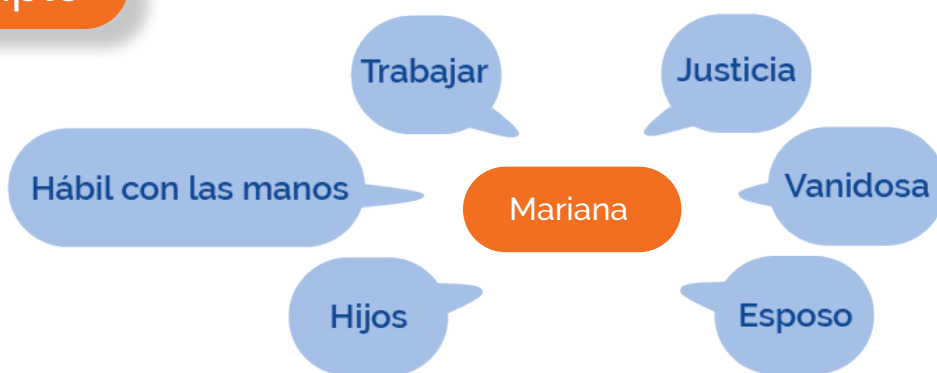 Trabajar
Justicia
Hábil con las manos
Mariana
Vanidosa
Hijos
Esposo